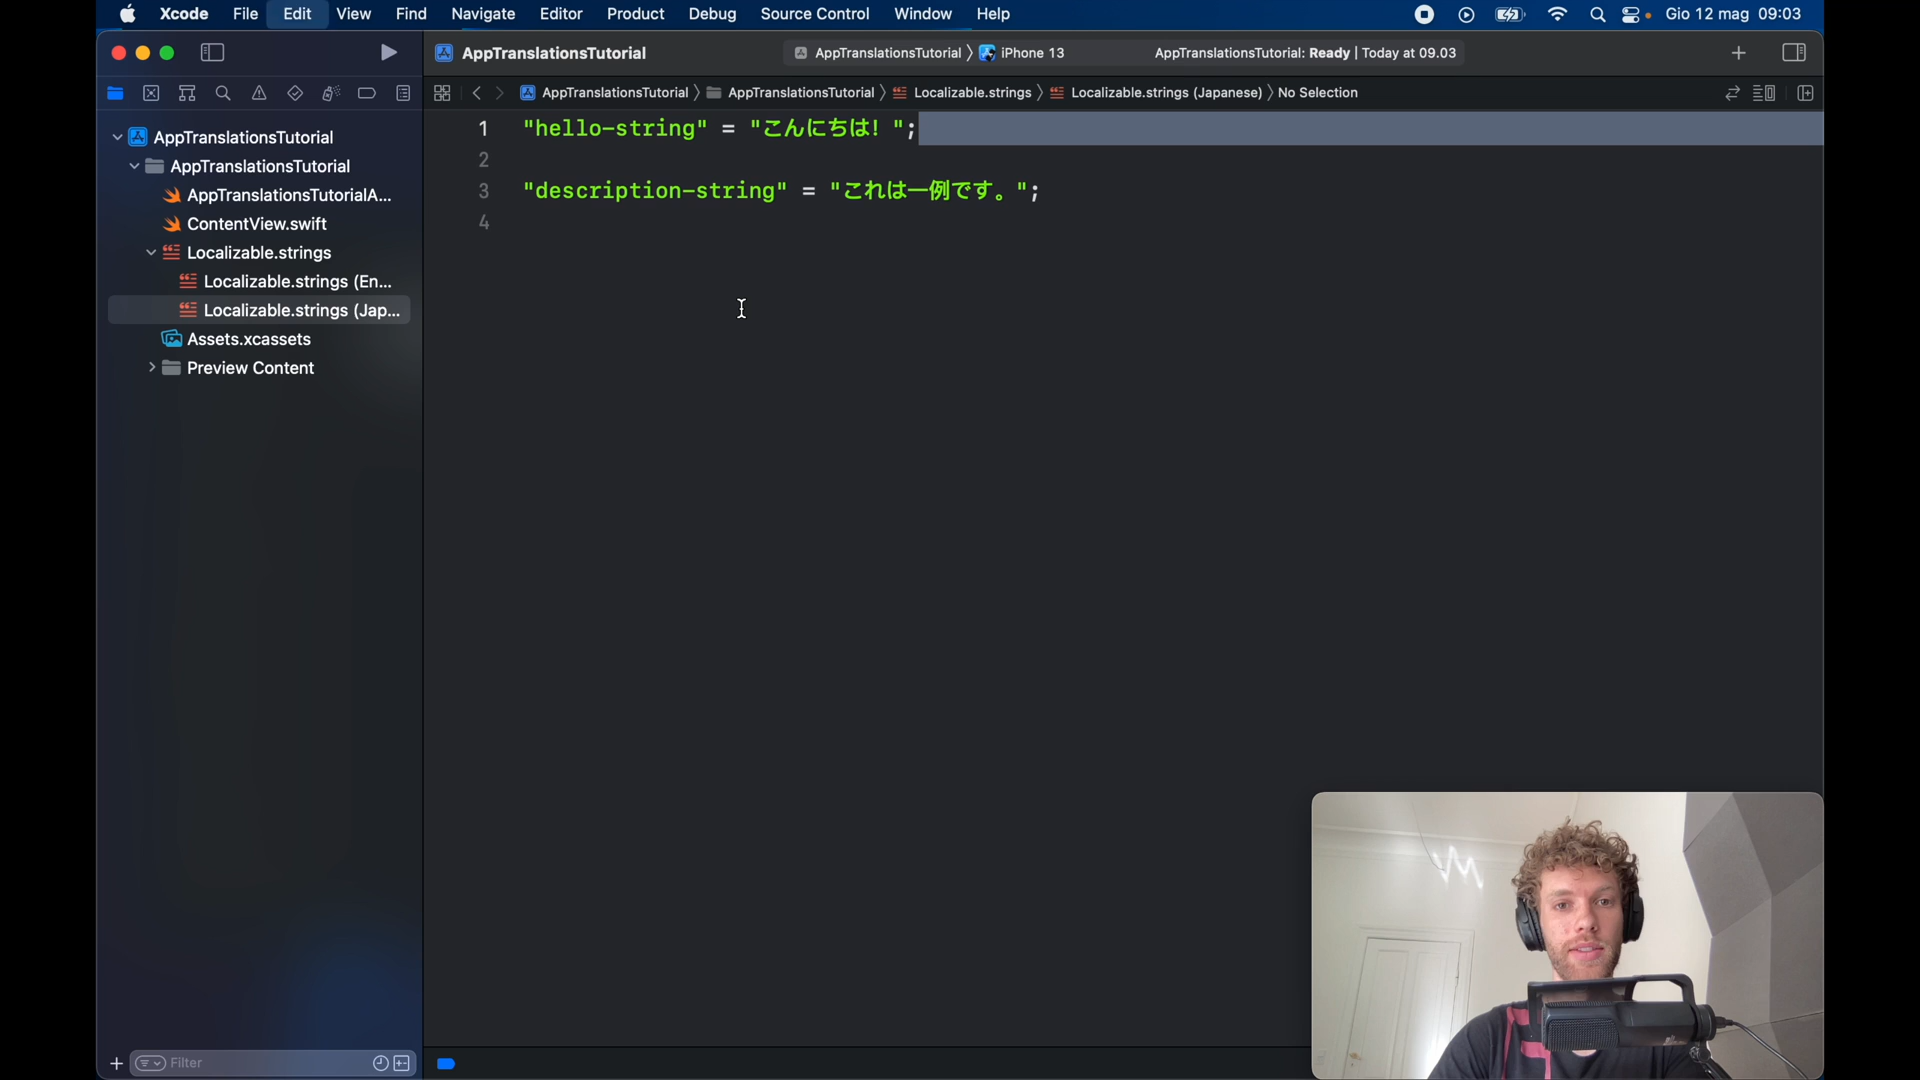 Xcode File Edit View Find Navigate Editor Product Debug Source Control Window Help Gio 12 mag 09:03
AppTranslationsTutorial AppTranslationsTutorial iPhone 13 AppTranslationsTutorial: Ready | Today at 09.03
AppTranslationsTutorial AppTranslationsTutorial Localizable.strings Localizable.strings (Japanese) No Selection
AppTranslationsTutorial
AppTranslationsTutorial
AppTranslationsTutorialA...
ContentView.swift
Localizable.strings
Localizable.strings (En...
Localizable.strings (Jap...
Assets.xcassets
Preview Content
Filter
1 "hello-string" = "こんにちは! ";
2
3 "description-string" = "これは一例です。";
4